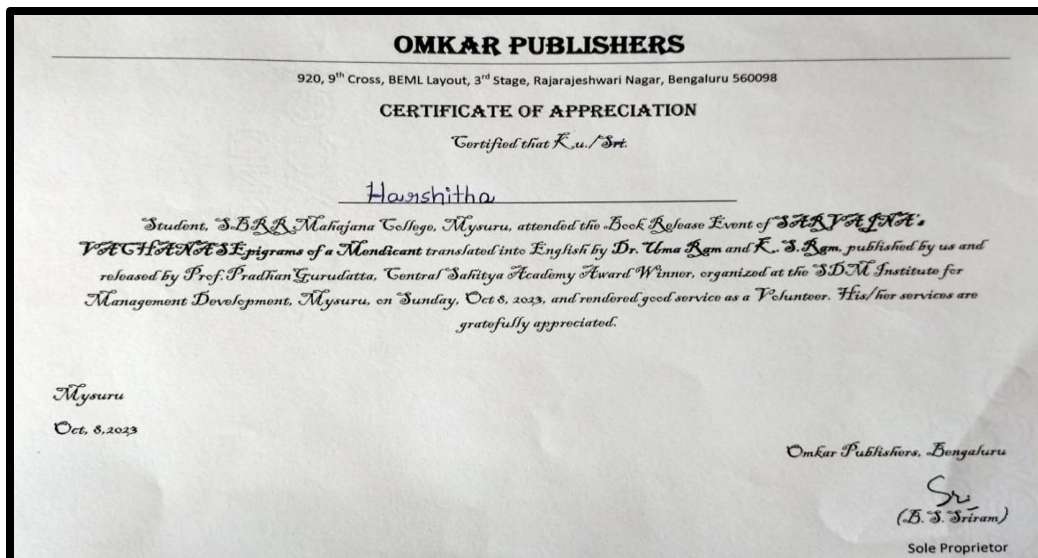 OMKAR PUBLISHERS
920, 9th Cross, BEML Layout, 3rd Stage, Rajarajeshwari Nagar, Bengaluru 560098
CERTIFICATE OF APPRECIATION
Certified that Ku./Sri.
Harshitha
Student, SBRR Mahajana College, Mysuru, attended the Book Release Event of SARVAJNA's
VACHANAS Epigrams of a Mendicant translated into English by Dr. Uma Ram and K. S. Ram, published by us and
released by Prof. Pradhan Gurudatta, Central Sahitya Academy Award Winner, organized at the SDM Institute for
Management Development, Mysuru, on Sunday, Oct 8, 2023, and rendered good service as a Volunteer. His/her services are
gratefully appreciated.
Mysuru
Oct, 8, 2023
Omkar Publishers, Bengaluru
Sri
(B. S. Sriram)
Sole Proprietor